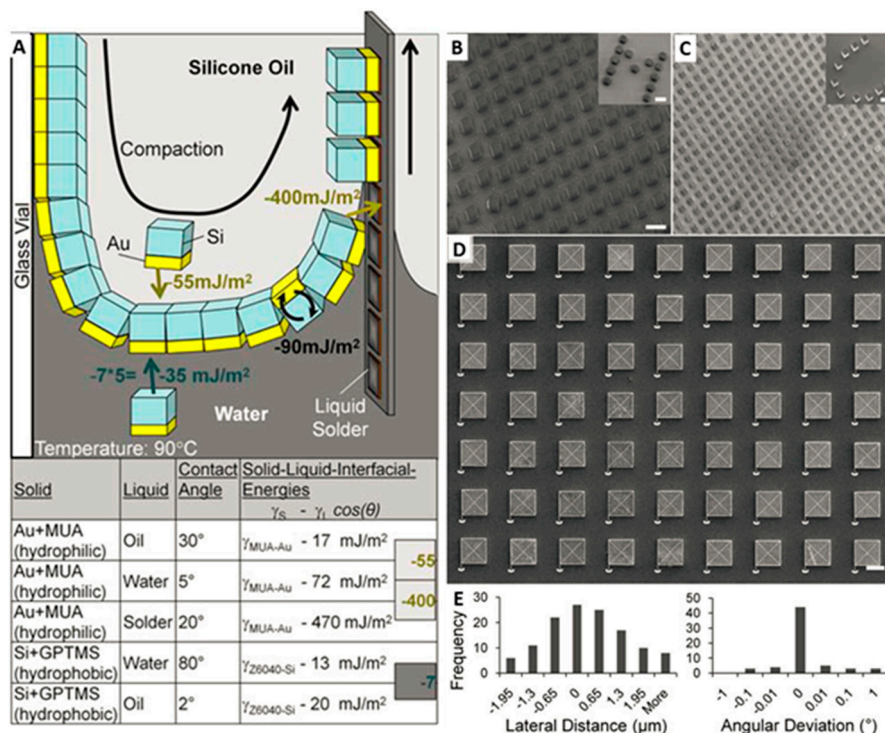 A
Silicone Oil
Compaction
Glass Vial
-400mJ/m²
Au
Si
-55mJ/m²
-90mJ/m²
-7*5= -35 mJ/m²
Water
Liquid
Solder
Temperature: 90°C
Solid Liquid Contact Angle Solid-Liquid-Interfacial-Energies
γS - γL cos(θ)
Au+MUA (hydrophilic) Oil 30° γMUA-Au - 17 mJ/m²
Au+MUA (hydrophilic) Water 5° γMUA-Au - 72 mJ/m²
Au+MUA (hydrophilic) Solder 20° γMUA-Au - 470 mJ/m²
Si+GPTMS (hydrophobic) Water 80° γZ6040-Si - 13 mJ/m²
Si+GPTMS (hydrophobic) Oil 2° γZ6040-Si - 20 mJ/m²
-55
-400
-7
B
C
D
E
Frequency
30
20
10
0
-1.95 -1.3 -0.65 0 0.65 1.3 1.95 More
Lateral Distance (µm)
60
40
20
0
-1 -0.1 -0.01 0 0.01 0.1 1
Angular Deviation (°)